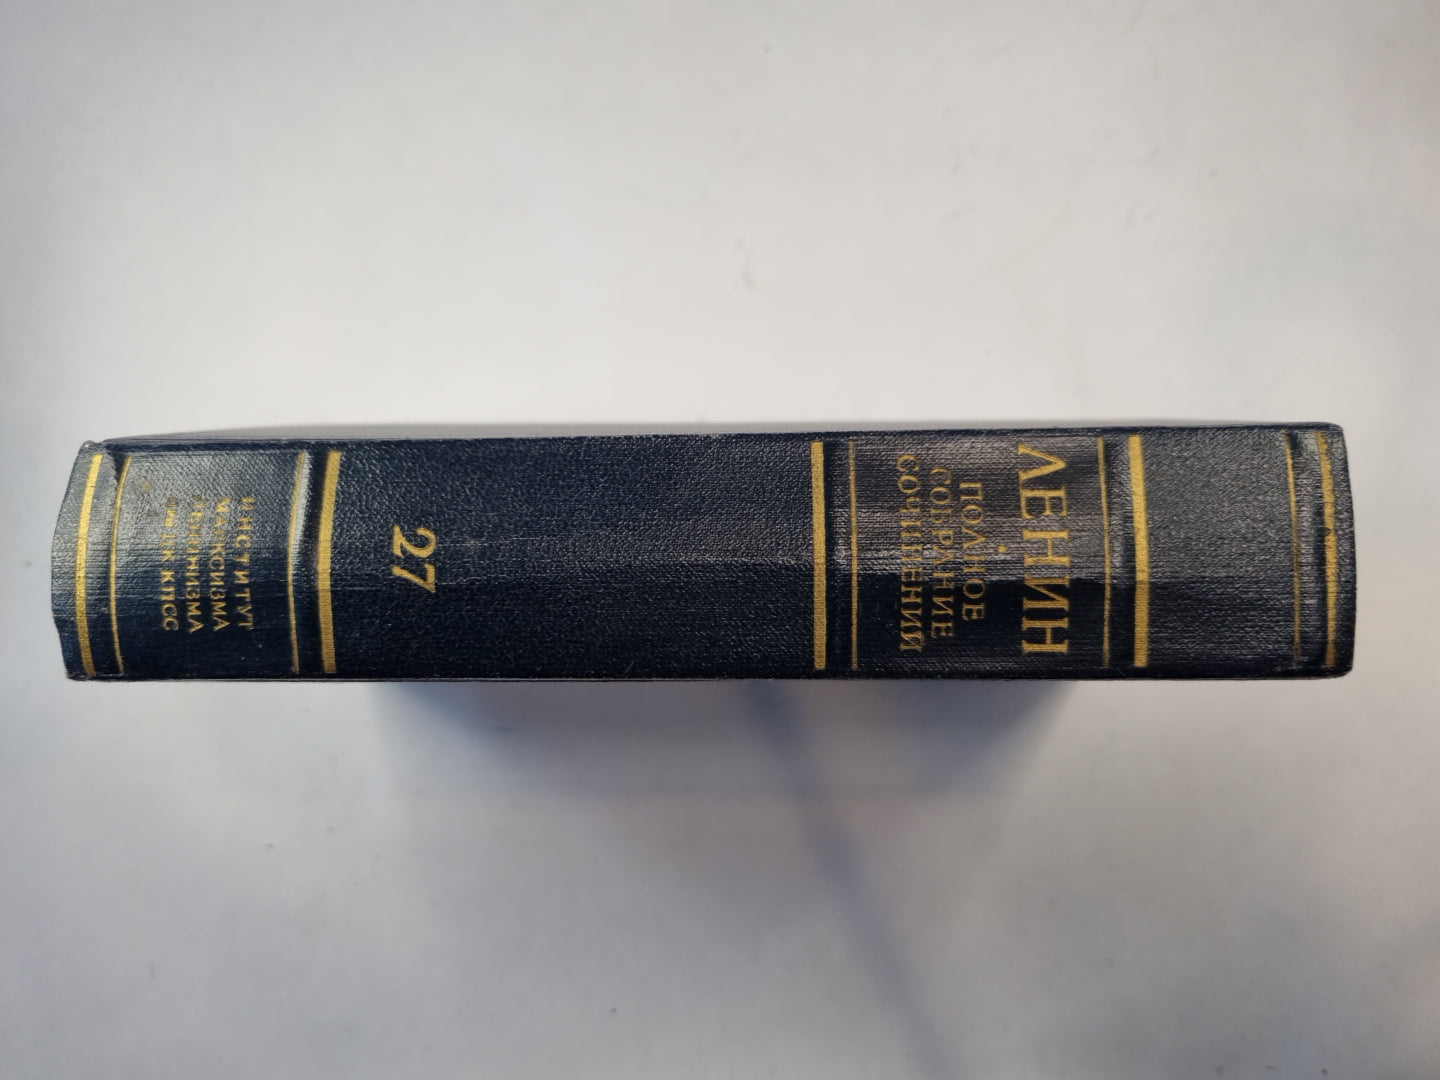 ЛЕНИН
ПОЛНОЕ
СОБРАНИЕ
СОЧИНЕНИЙ
27
ИНСТИТУТ
МАРКСИЗМА
ЛЕНИНИЗМА
ПРИ ЦК КПСС